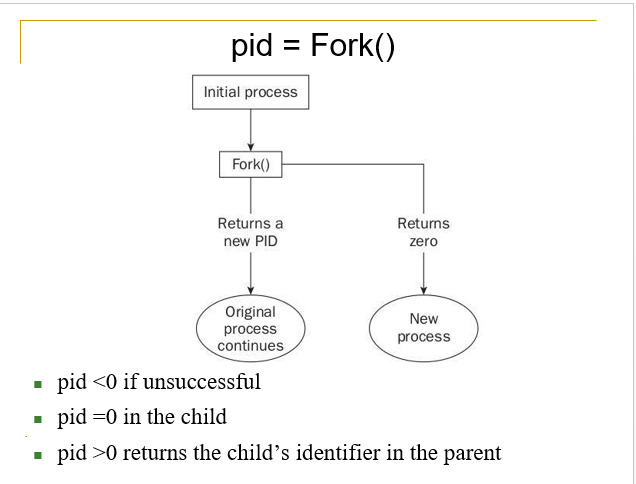 pid = Fork()
Initial process
Fork()
Returns a
new PID
Returns
zero
Original
process
continues
New
process
pid <0 if unsuccessful
pid =0 in the child
pid >0 returns the child’s identifier in the parent